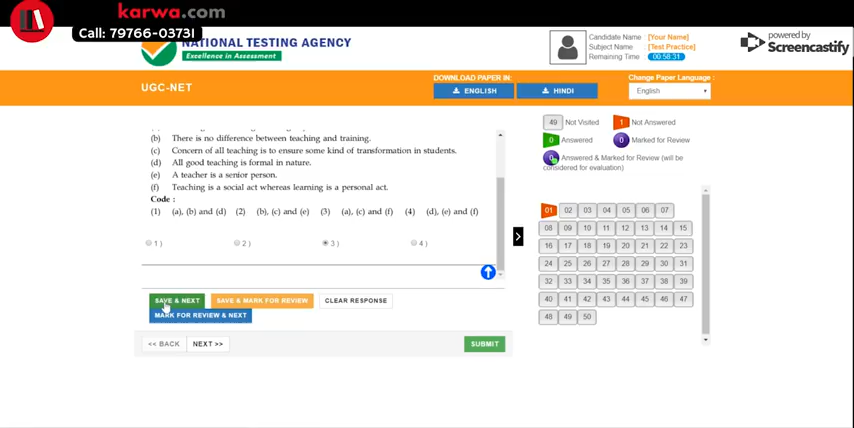 karwa.com
Call: 79766-03731
NATIONAL TESTING AGENCY
Excellence in Assessment
Candidate Name : [Your Name]
Subject Name : [Test Practice]
Remaining Time : 00:58:31
powered by
Screencastify
UGC-NET
DOWNLOAD PAPER IN:
ENGLISH
HINDI
Change Paper Language :
English
(b) There is no difference between teaching and training.
(c) Concern of all teaching is to ensure some kind of transformation in students.
(d) All good teaching is formal in nature.
(e) A teacher is a senior person.
(f) Teaching is a social act whereas learning is a personal act.
Code :
(1) (a), (b) and (d) (2) (b), (c) and (e) (3) (a), (c) and (f) (4) (d), (e) and (f)
1 ) 2 ) 3 ) 4 )
SAVE & NEXT
SAVE & MARK FOR REVIEW
CLEAR RESPONSE
MARK FOR REVIEW & NEXT
<< BACK
NEXT >>
SUBMIT
49 Not Visited
1 Not Answered
0 Answered
0 Marked for Review
0 Answered & Marked for Review (will be
considered for evaluation)
01 02 03 04 05 06 07
08 09 10 11 12 13 14 15
16 17 18 19 20 21 22 23
24 25 26 27 28 29 30 31
32 33 34 35 36 37 38 39
40 41 42 43 44 45 46 47
48 49 50